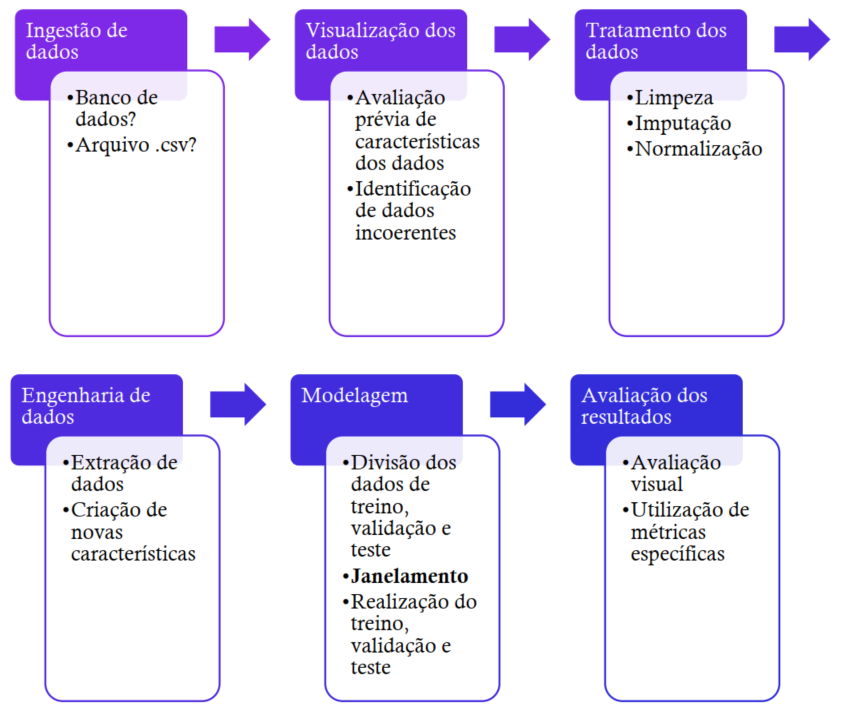 Ingestão de
dados
•Banco de
dados?
•Arquivo .csv?
Visualização dos
dados
•Avaliação
prévia de
características
dos dados
•Identificação
de dados
incoerentes
Tratamento dos
dados
•Limpeza
•Imputação
•Normalização
Engenharia de
dados
•Extração de
dados
•Criação de
novas
características
Modelagem
•Divisão dos
dados de
treino,
validação e
teste
•Janelamento
•Realização do
treino,
validação e
teste
Avaliação dos
resultados
•Avaliação
visual
•Utilização de
métricas
específicas